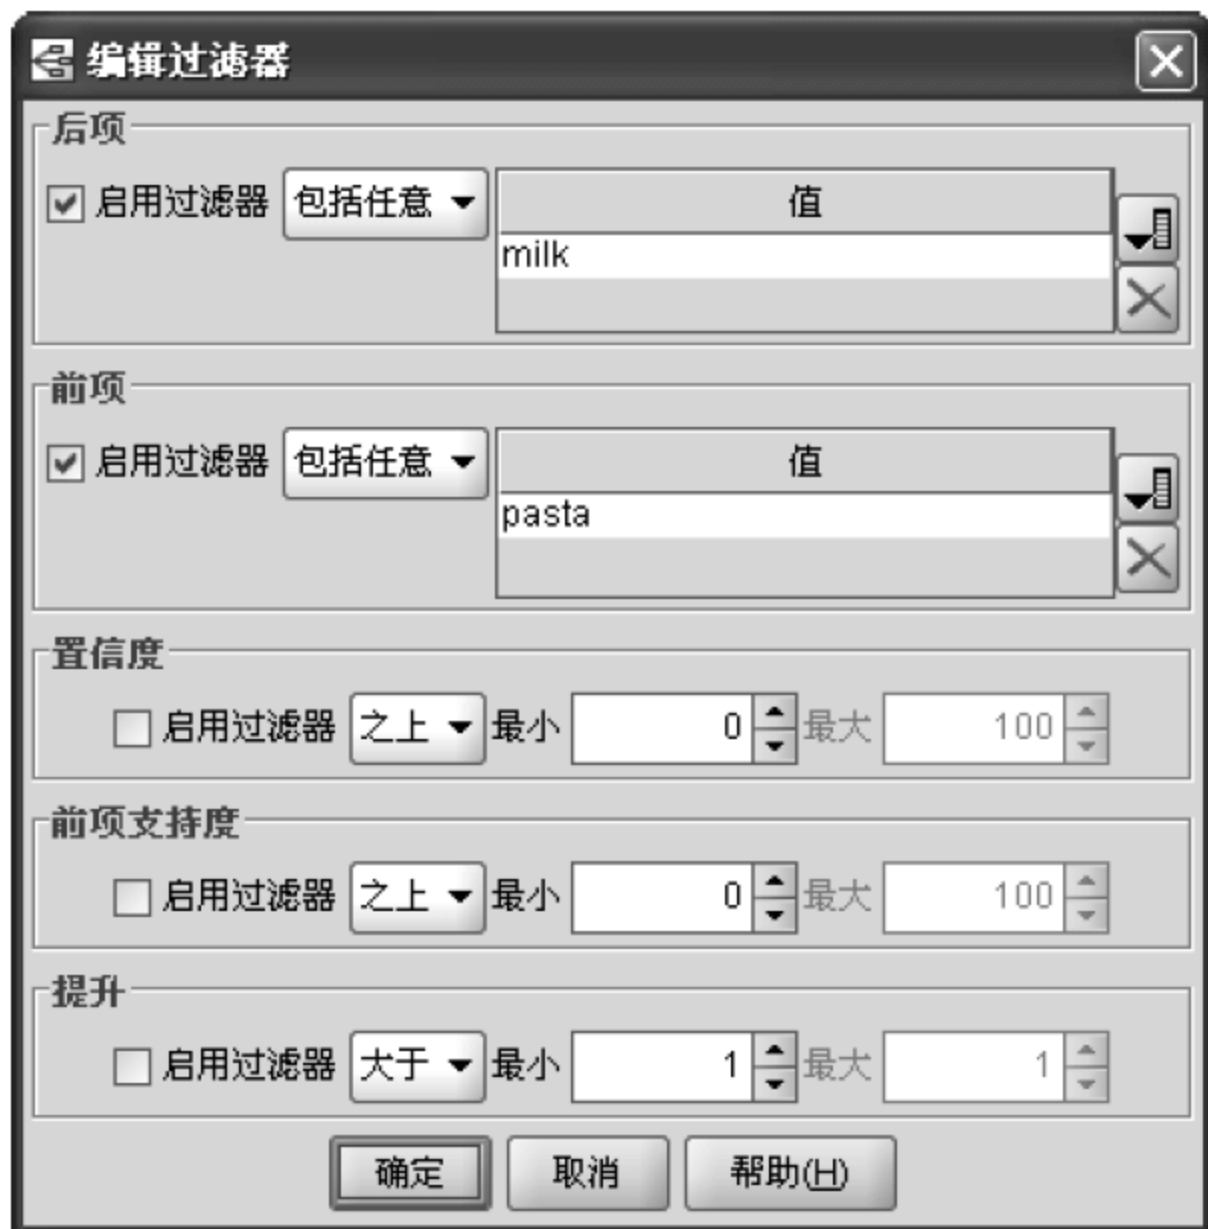 编辑过滤器
后项
启用过滤器 包括任意 值
milk
前项
启用过滤器 包括任意 值
pasta
置信度
启用过滤器 之上 最小 0 最大 100
前项支持度
启用过滤器 之上 最小 0 最大 100
提升
启用过滤器 大于 最小 1 最大 1
确定 取消 帮助(H)